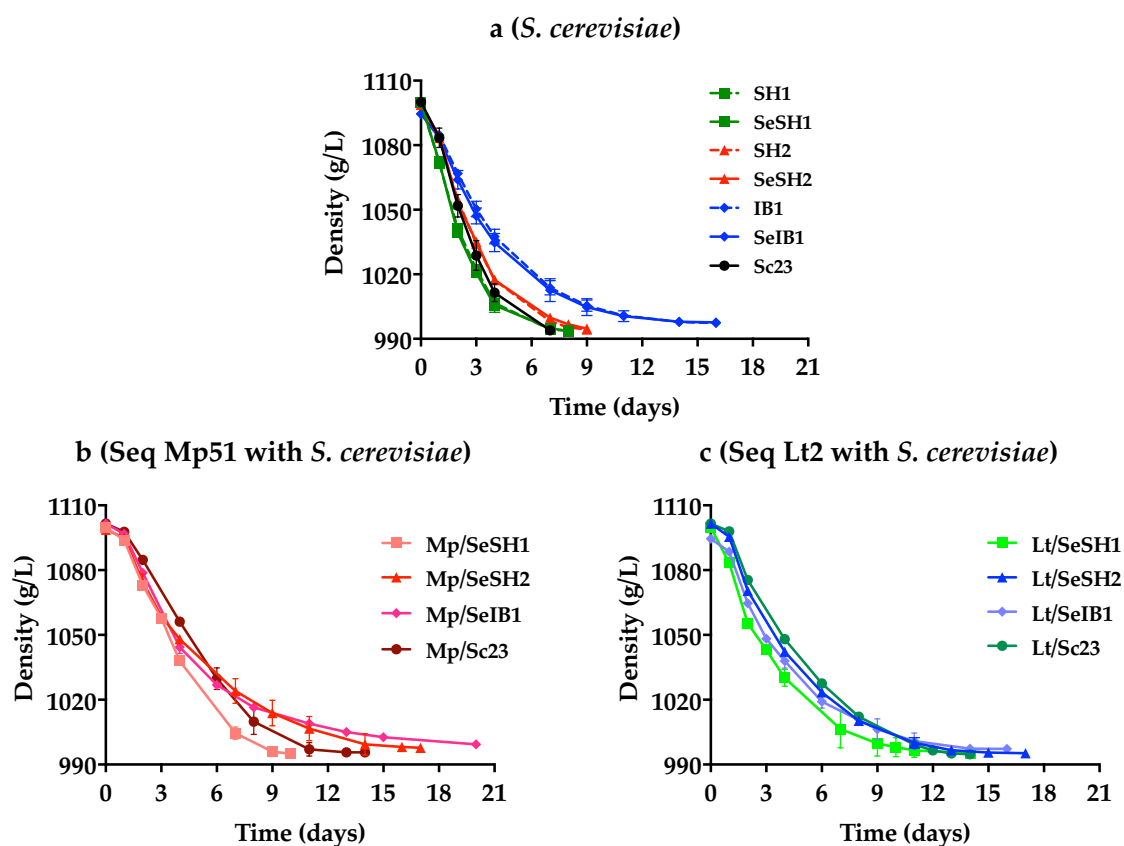 a (S. cerevisiae)
1110
1080
1050
1020
990
Density (g/L)
0 3 6 9 12 15 18 21
Time (days)
SH1
SeSH1
SH2
SeSH2
IB1
SeIB1
Sc23
b (Seq Mp51 with S. cerevisiae)
1110
1080
1050
1020
990
Density (g/L)
0 3 6 9 12 15 18 21
Time (days)
Mp/SeSH1
Mp/SeSH2
Mp/SeIB1
Mp/Sc23
c (Seq Lt2 with S. cerevisiae)
1110
1080
1050
1020
990
Density (g/L)
0 3 6 9 12 15 18 21
Time (days)
Lt/SeSH1
Lt/SeSH2
Lt/SeIB1
Lt/Sc23